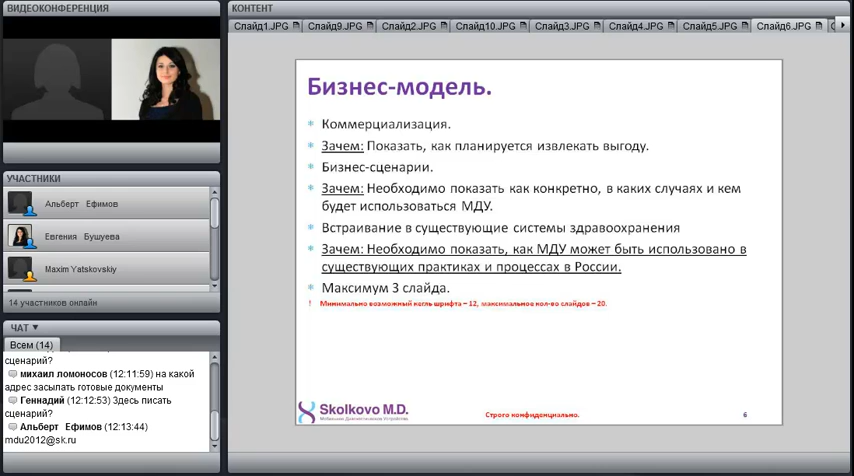 ВИДЕОКОНФЕРЕНЦИЯ
УЧАСТНИКИ
Альберт Ефимов
Евгения Бушуева
Maxim Yatskovskiy
14 участников онлайн
ЧАТ
Всем (14)
сценарий?
михаил ломоносов (12:11:59) на какой
адрес засылать готовые документы
Геннадий (12:12:53) Здесь писать
сценарий?
Альберт Ефимов (12:13:44)
mdu2012@sk.ru
КОНТЕНТ
Слайд1.JPG Слайд9.JPG Слайд2.JPG Слайд10.JPG Слайд3.JPG Слайд4.JPG Слайд5.JPG Слайд6.JPG
Бизнес-модель.
Коммерциализация.
Зачем: Показать, как планируется извлекать выгоду.
Бизнес-сценарии.
Зачем: Необходимо показать как конкретно, в каких случаях и кем
будет использоваться МДУ.
Встраивание в существующие системы здравоохранения
Зачем: Необходимо показать, как МДУ может быть использовано в
существующих практиках и процессах в России.
Максимум 3 слайда.
! Минимально возможный кегль шрифта – 12, максимальное кол-во слайдов – 20.
Skolkovo M.D.
Мобильные Диагностические Устройства
Строго конфиденциально.
6